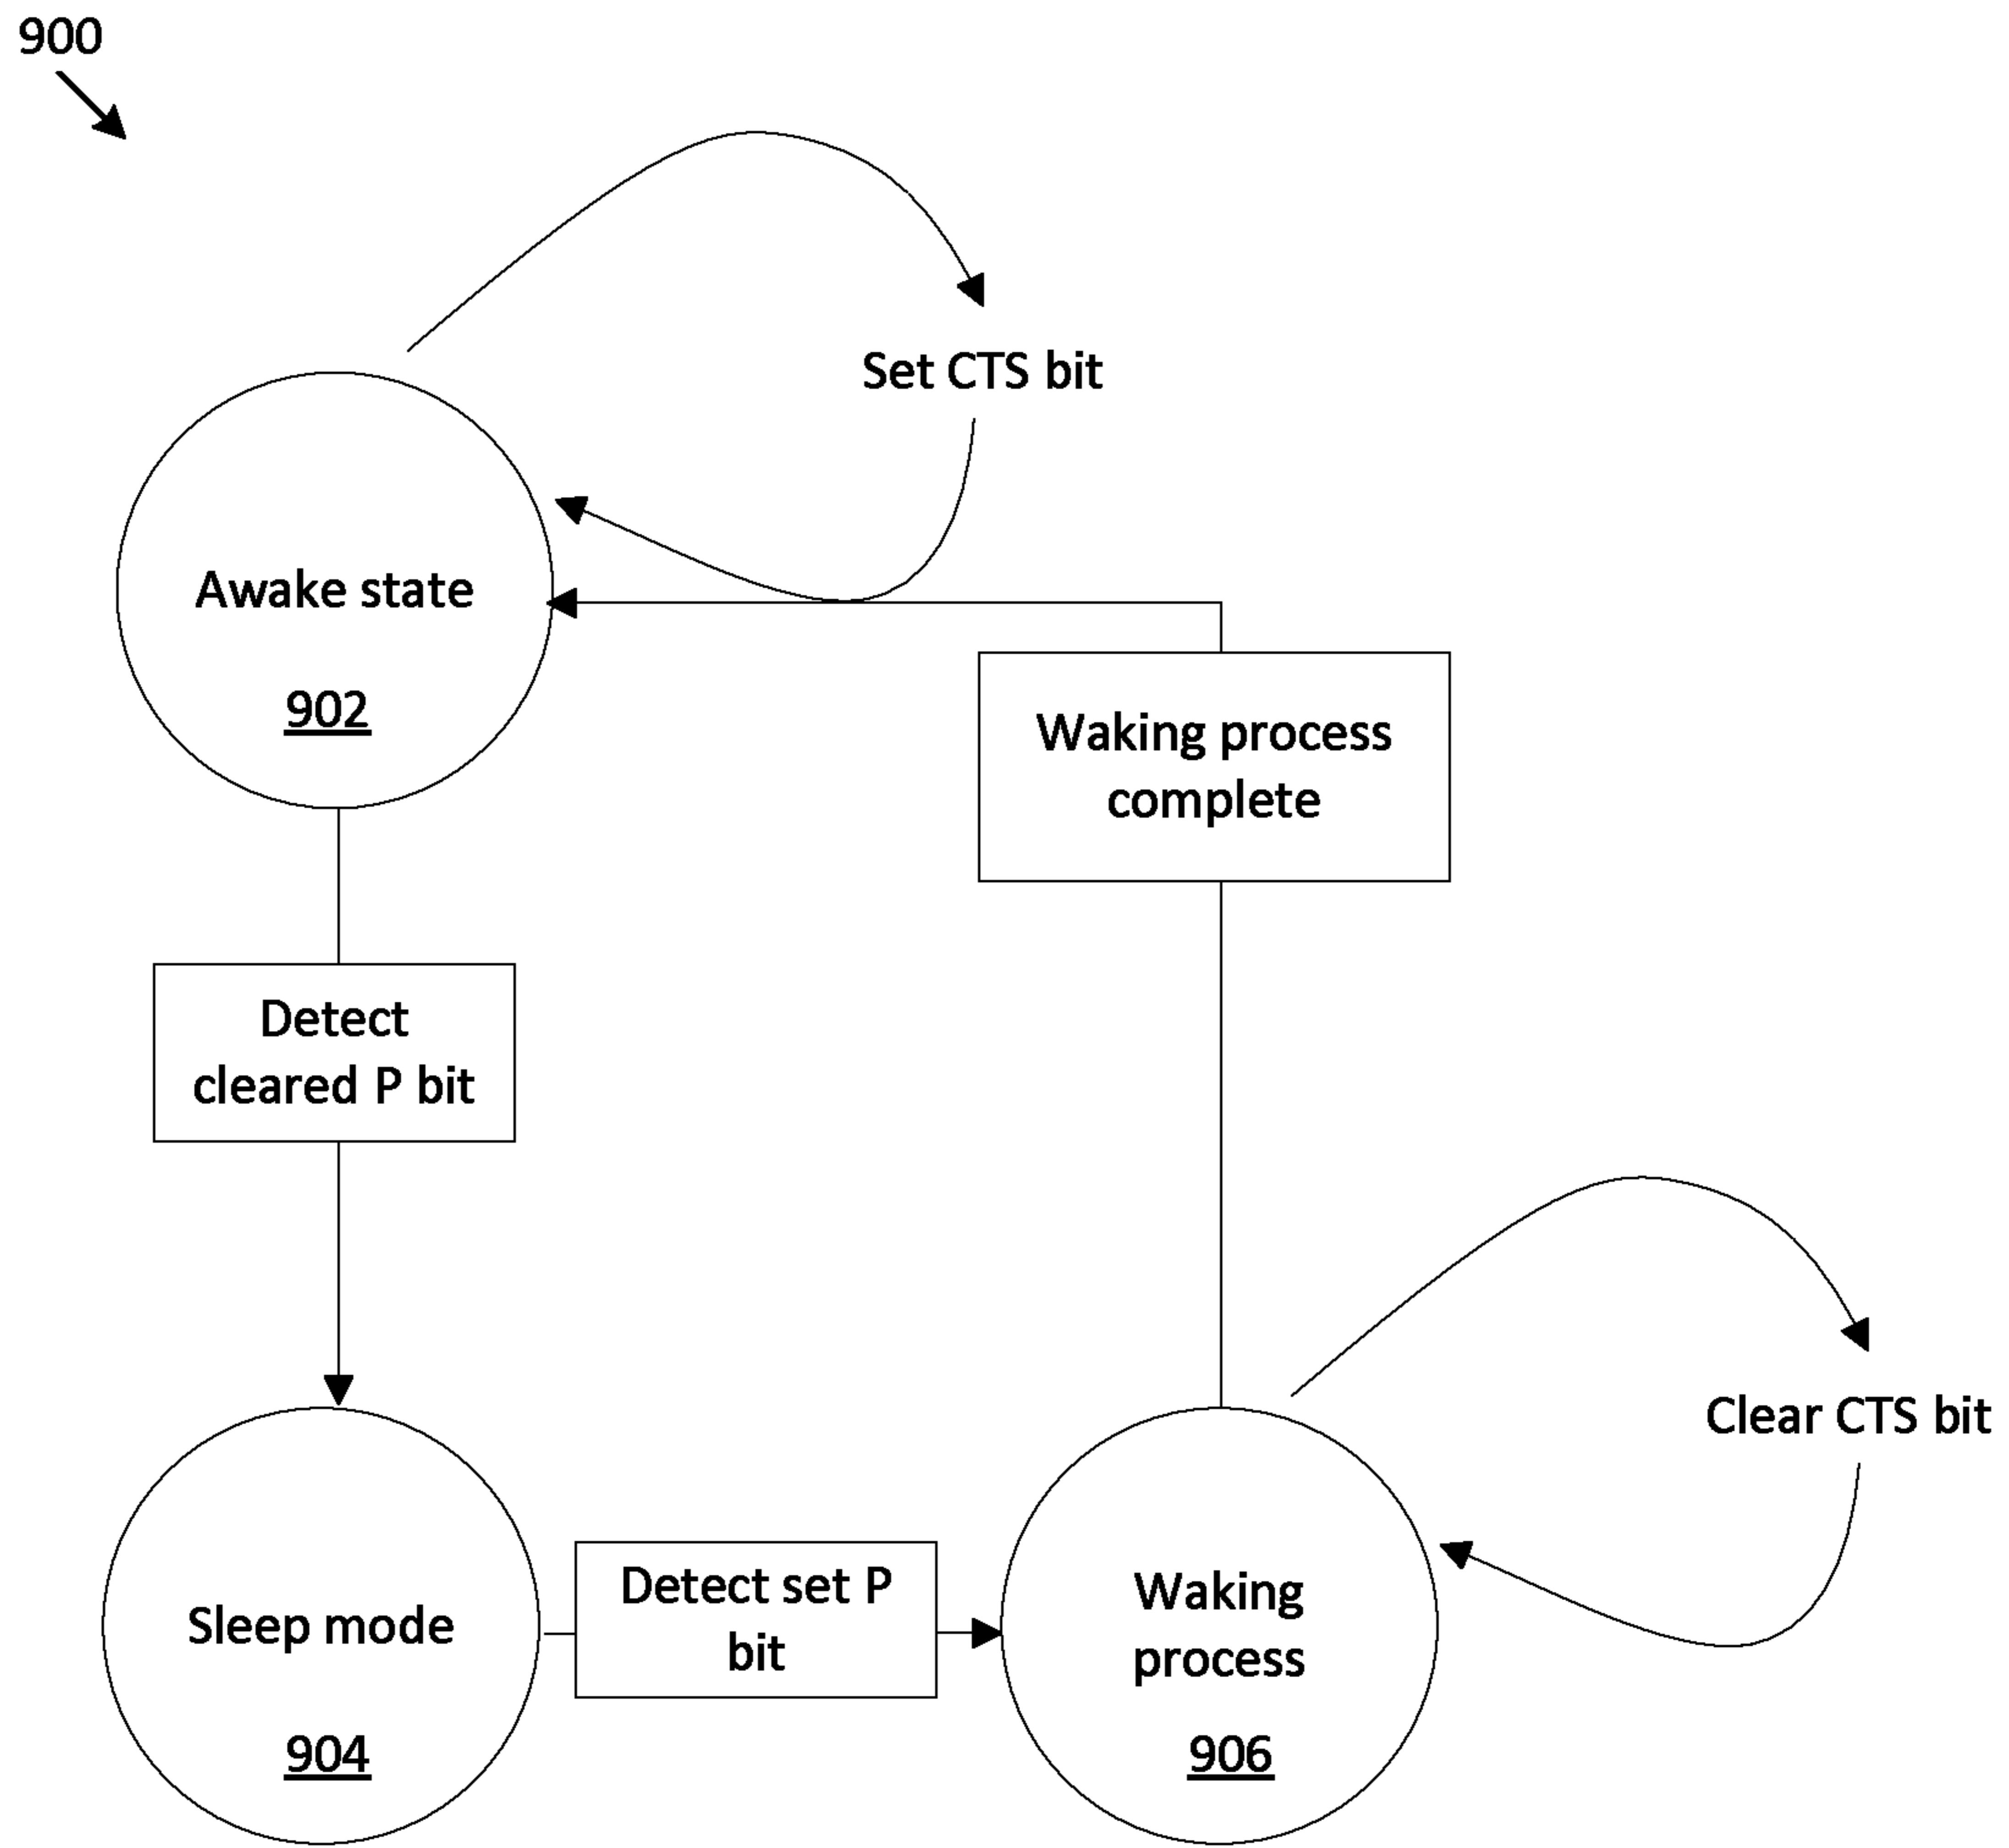 900
Set CTS bit
Awake state
902
Waking process
complete
Detect
cleared P bit
Clear CTS bit
Sleep mode
904
Detect set P
bit
Waking
process
906